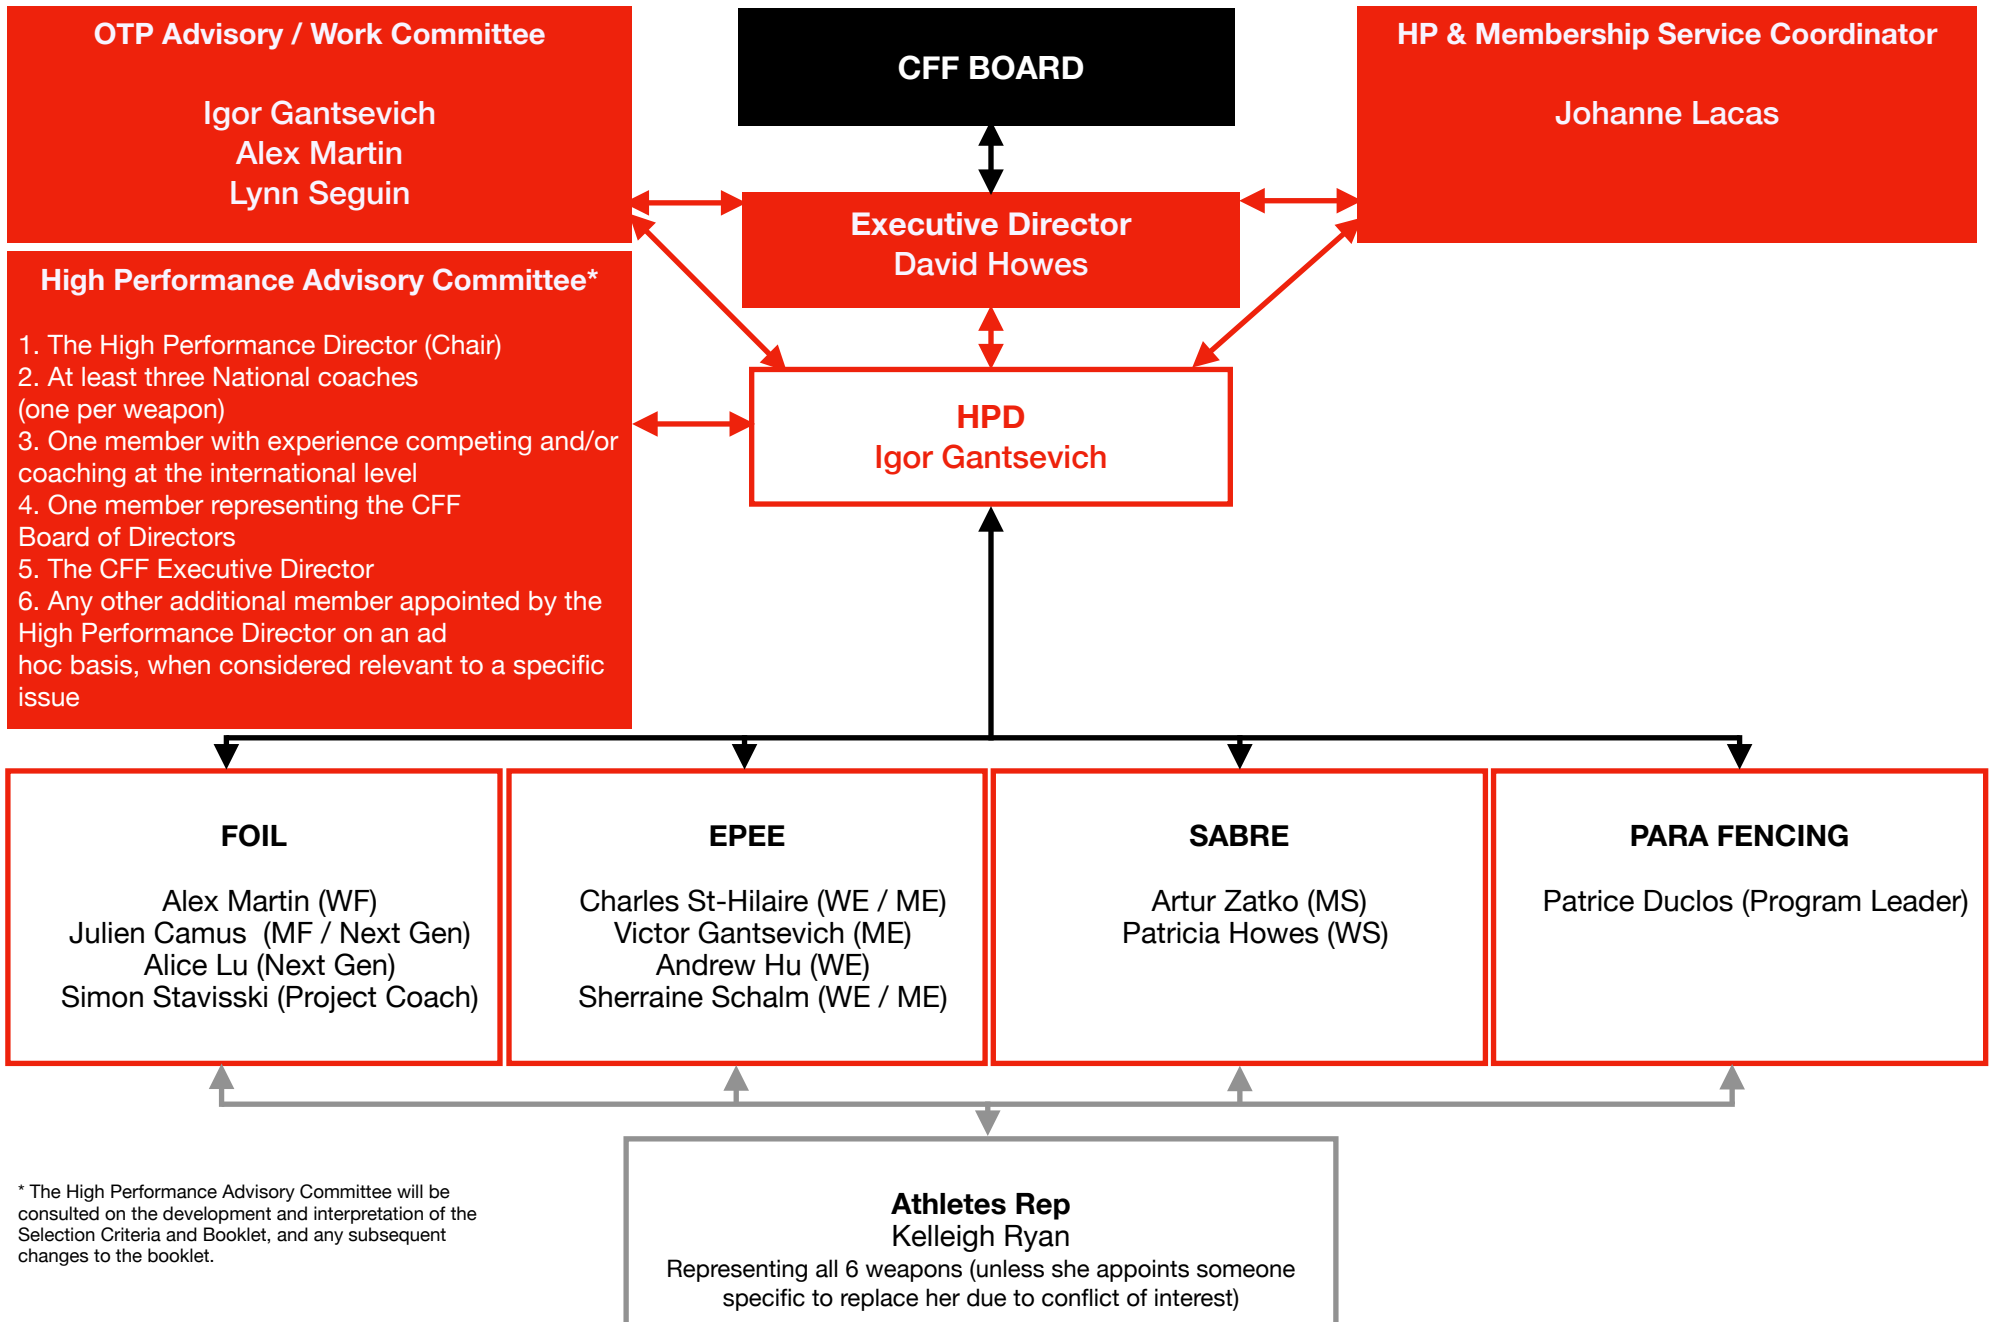 OTP Advisory / Work Committee
Igor Gantsevich
Alex Martin
Lynn Seguin
CFF BOARD
HP & Membership Service Coordinator
Johanne Lacas
Executive Director
David Howes
High Performance Advisory Committee*
1. The High Performance Director (Chair)
2. At least three National coaches
(one per weapon)
3. One member with experience competing and/or
coaching at the international level
4. One member representing the CFF
Board of Directors
5. The CFF Executive Director
6. Any other additional member appointed by the
High Performance Director on an ad
hoc basis, when considered relevant to a specific
issue
HPD
Igor Gantsevich
FOIL
Alex Martin (WF)
Julien Camus (MF / Next Gen)
Alice Lu (Next Gen)
Simon Stavisski (Project Coach)
EPEE
Charles St-Hilaire (WE / ME)
Victor Gantsevich (ME)
Andrew Hu (WE)
Sherraine Schalm (WE / ME)
SABRE
Artur Zatko (MS)
Patricia Howes (WS)
PARA FENCING
Patrice Duclos (Program Leader)
* The High Performance Advisory Committee will be
consulted on the development and interpretation of the
Selection Criteria and Booklet, and any subsequent
changes to the booklet.
Athletes Rep
Kelleigh Ryan
Representing all 6 weapons (unless she appoints someone
specific to replace her due to conflict of interest)